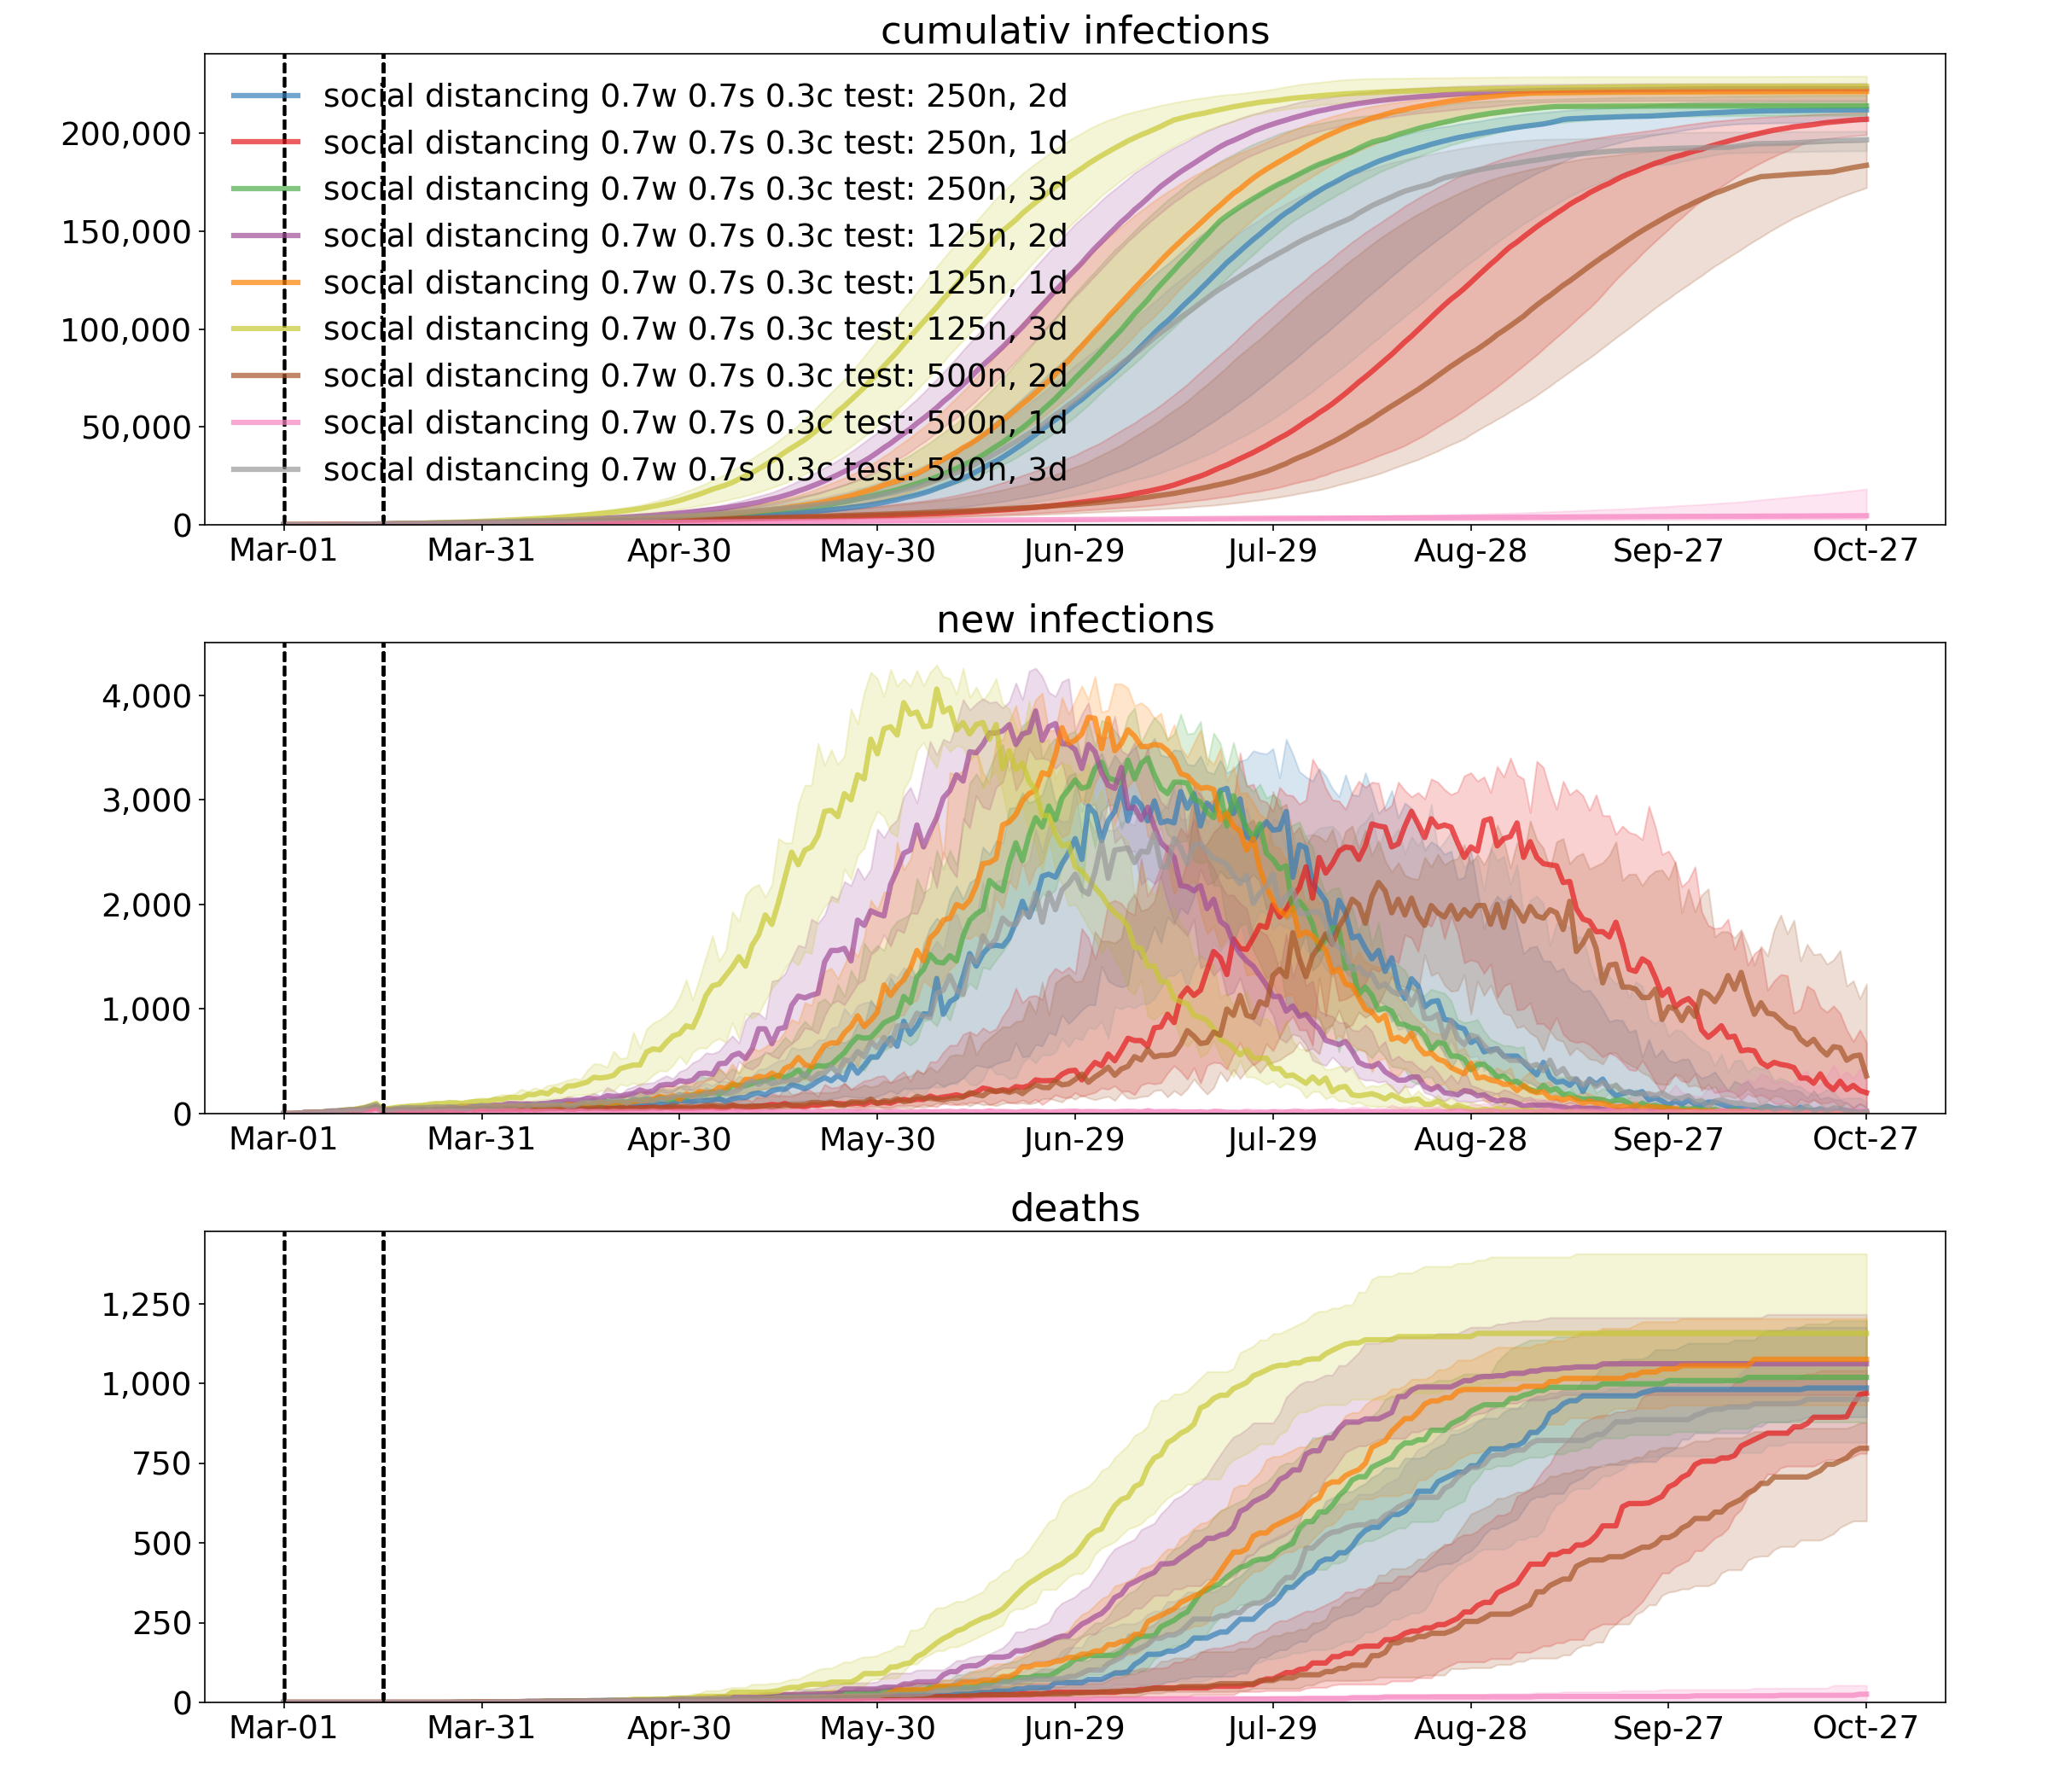 cumulativ infections
200,000
150,000
100,000
50,000
0
social distancing 0.7w 0.7s 0.3c test: 250n, 2d
social distancing 0.7w 0.7s 0.3c test: 250n, 1d
social distancing 0.7w 0.7s 0.3c test: 250n, 3d
social distancing 0.7w 0.7s 0.3c test: 125n, 2d
social distancing 0.7w 0.7s 0.3c test: 125n, 1d
social distancing 0.7w 0.7s 0.3c test: 125n, 3d
social distancing 0.7w 0.7s 0.3c test: 500n, 2d
social distancing 0.7w 0.7s 0.3c test: 500n, 1d
social distancing 0.7w 0.7s 0.3c test: 500n, 3d
Mar-01 Mar-31 Apr-30 May-30 Jun-29 Jul-29 Aug-28 Sep-27 Oct-27
new infections
4,000
3,000
2,000
1,000
0
Mar-01 Mar-31 Apr-30 May-30 Jun-29 Jul-29 Aug-28 Sep-27 Oct-27
deaths
1,250
1,000
750
500
250
0
Mar-01 Mar-31 Apr-30 May-30 Jun-29 Jul-29 Aug-28 Sep-27 Oct-27